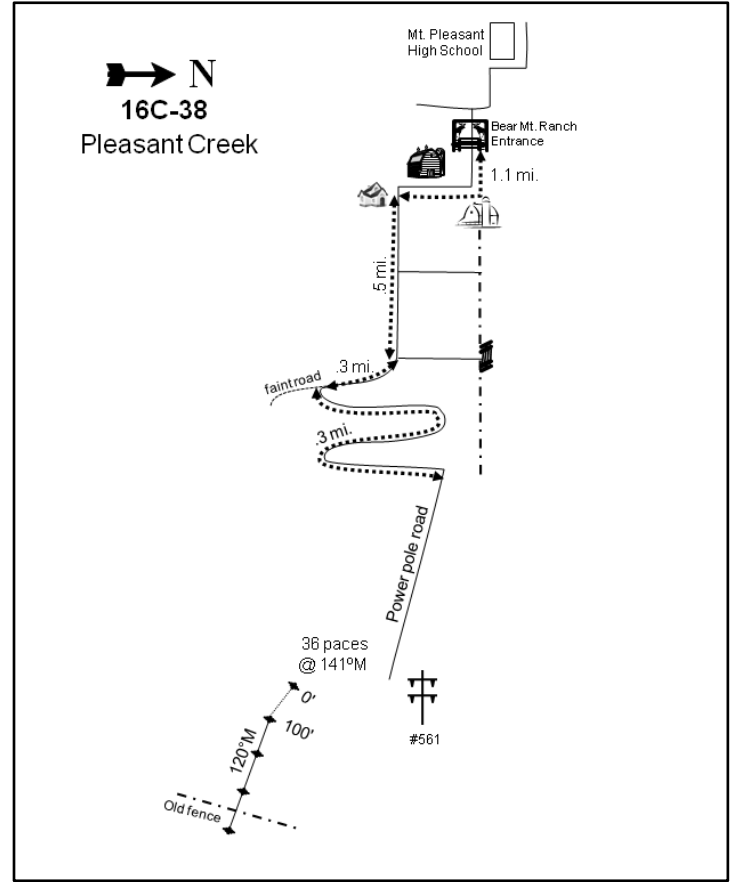 Mt. Pleasant
High School
N
16C-38
Pleasant Creek
Bear Mt. Ranch
Entrance
1.1 mi.
.5 mi.
.3 mi.
faint road
.3 mi.
Power pole road
36 paces
@ 141ºM
0'
100'
#561
120°M
Old fence